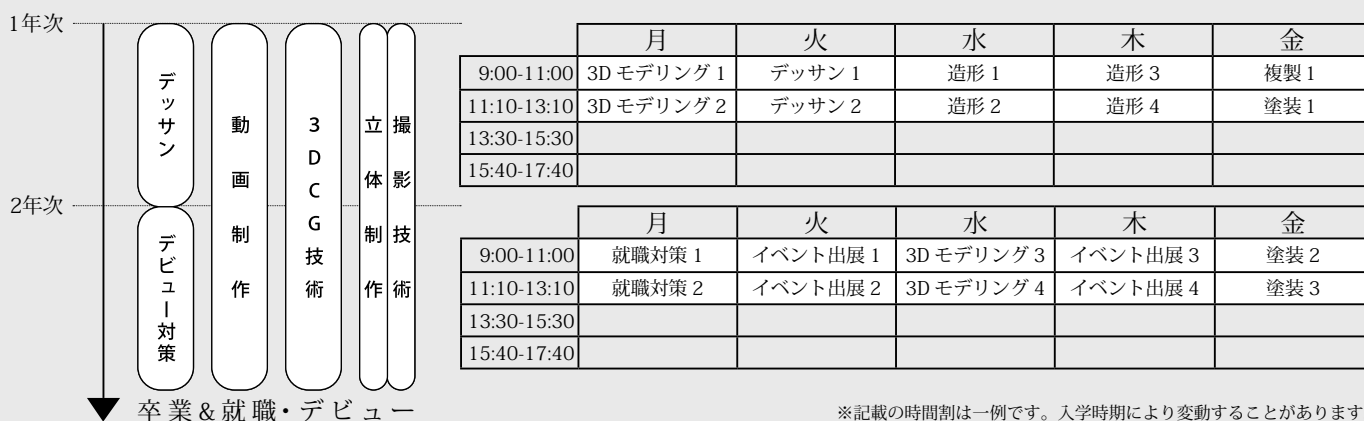 1年次
2年次
デッサン
デビュー対策
動画制作
3DCG技術
立体制作
撮影技術
卒業&就職・デビュー
月 火 水 木 金
9:00-11:00 3Dモデリング1 デッサン1 造形1 造形3 複製1
11:10-13:10 3Dモデリング2 デッサン2 造形2 造形4 塗装1
13:30-15:30
15:40-17:40
月 火 水 木 金
9:00-11:00 就職対策1 イベント出展1 3Dモデリング3 イベント出展3 塗装2
11:10-13:10 就職対策2 イベント出展2 3Dモデリング4 イベント出展4 塗装3
13:30-15:30
15:40-17:40
※記載の時間割は一例です。入学時期により変動することがあります